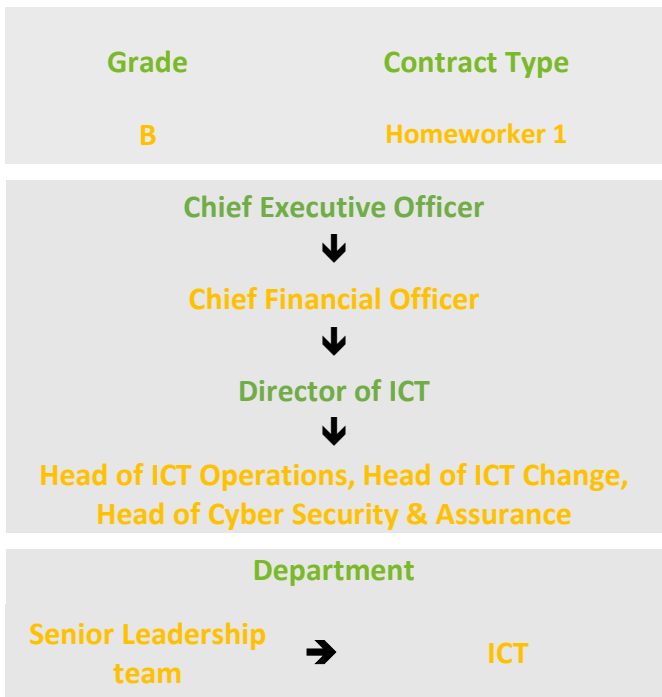 Grade Contract Type
B Homeworker 1
Chief Executive Officer
Chief Financial Officer
Director of ICT
Head of ICT Operations, Head of ICT Change,
Head of Cyber Security & Assurance
Department
Senior Leadership
team
ICT